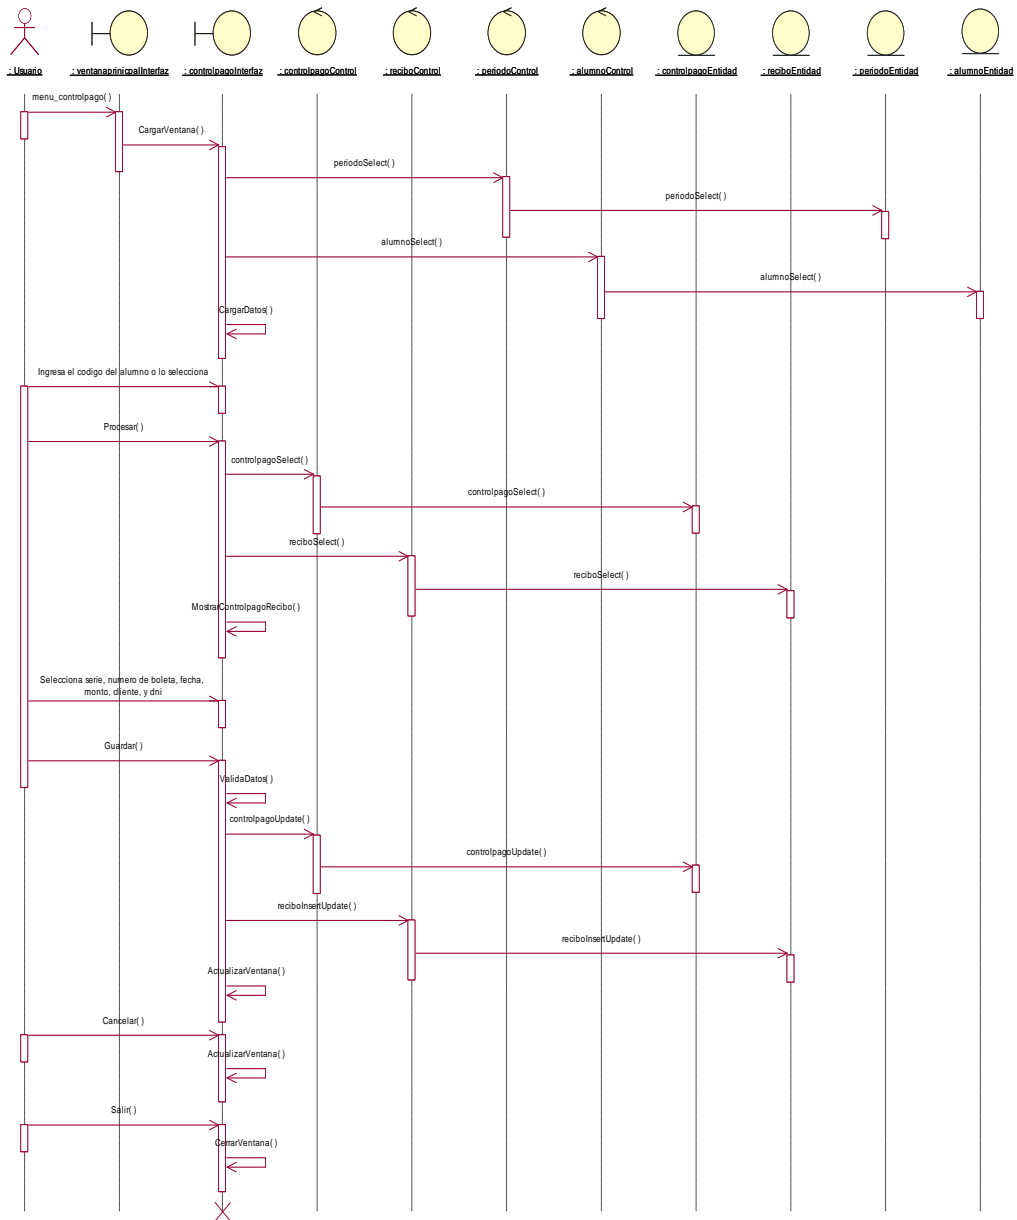 : Usuario
: ventanaprinicpalInterfaz
: controlpagoInterfaz
: controlpagoControl
: reciboControl
: periodoControl
: alumnoControl
: controlpagoEntidad
: reciboEntidad
: periodoEntidad
: alumnoEntidad
menu_controlpago( )
CargarVentana( )
periodoSelect( )
periodoSelect( )
alumnoSelect( )
alumnoSelect( )
CargarDatos( )
Ingresa el codigo del alumno o lo selecciona
Procesar( )
controlpagoSelect( )
controlpagoSelect( )
reciboSelect( )
reciboSelect( )
MostrarControlpagoRecibo( )
Selecciona serie, numero de boleta, fecha,
monto, cliente, y dni
Guardar( )
ValidaDatos( )
controlpagoUpdate( )
controlpagoUpdate( )
reciboInsertUpdate( )
reciboInsertUpdate( )
ActualizarVentana( )
Cancelar( )
ActualizarVentana( )
Salir( )
CerrarVentana( )